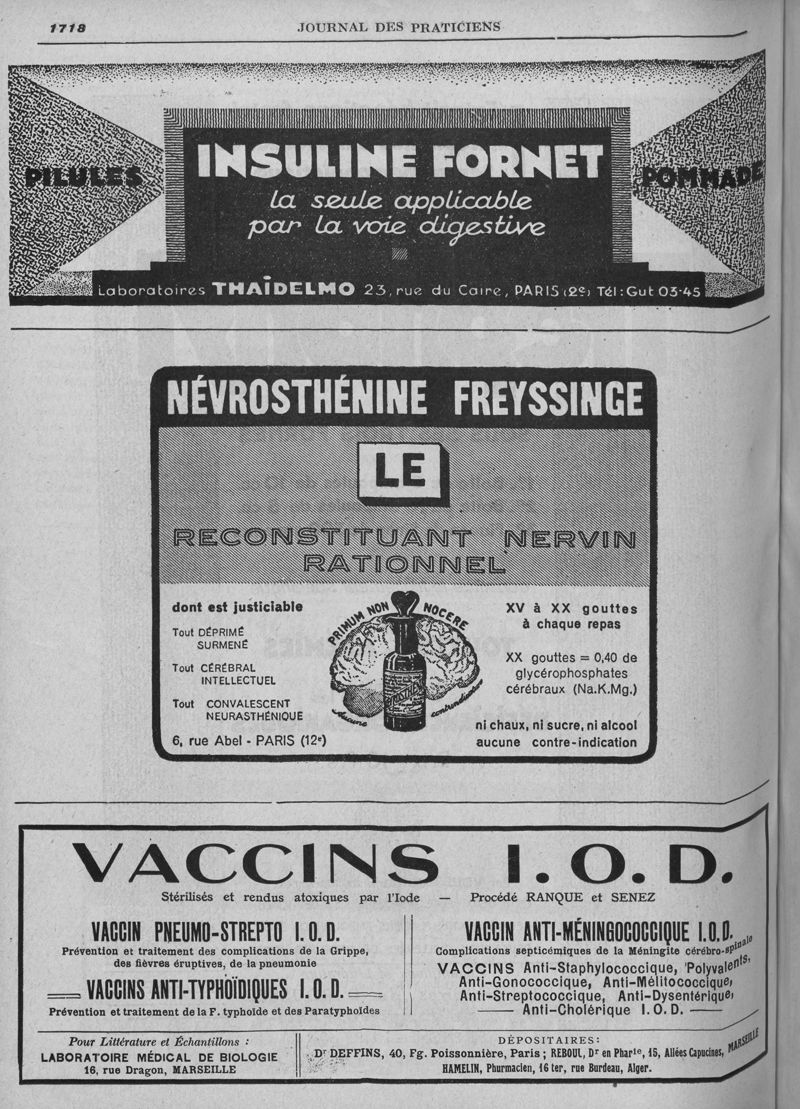 1718
JOURNAL DES PRATICIENS
PILULES
INSULINE FORNET
POMMADE
la seule applicable
par la voie digestive
Laboratoires THAÏDELMO 23, rue du Caire, PARIS (2e) Tél: Gut 03-45
NÉVROSTHÉNINE FREYSSINGE
LE
RECONSTITUANT NERVIN
RATIONNEL
dont est justiciable
Tout DÉPRIMÉ
SURMENÉ
Tout CÉRÉBRAL
INTELLECTUEL
Tout CONVALESCENT
NEURASTHÉNIQUE
6, rue Abel - PARIS (12e)
PRIMUM NON NOCERE
Aucune contrindication
XV à XX gouttes
à chaque repas
XX gouttes = 0,40 de
glycérophosphates
cérébraux (Na.K.Mg.)
ni chaux, ni sucre, ni alcool
aucune contre-indication
VACCINS I.O.D.
Stérilisés et rendus atoxiques par l'Iode — Procédé RANQUE et SENEZ
VACCIN PNEUMO-STREPTO I.O.D.
Prévention et traitement des complications de la Grippe,
des fièvres éruptives, de la pneumonie
VACCINS ANTI-TYPHOÏDIQUES I.O.D.
Prévention et traitement de la F. typhoïde et des Paratyphoïdes
VACCIN ANTI-MÉNINGOCOCCIQUE I.O.D.
Complications septicémiques de la Méningite cérébro-spinale
VACCINS Anti-Staphylococcique, Polyvalents,
Anti-Gonococcique, Anti-Mélitococcique,
Anti-Streptococcique, Anti-Dysentérique,
Anti-Cholérique I.O.D.
Pour Littérature et Échantillons :
LABORATOIRE MÉDICAL DE BIOLOGIE
16, rue Dragon, MARSEILLE
DÉPOSITAIRES:
Dr DEFFINS, 40, Fg. Poissonnière, Paris; REBOUL, Dr en Phar<sup>ie</sup>, 15, Allées Capucines, MARSEILLE
HAMELIN, Pharmacien, 16 ter, rue Burdeau, Alger.